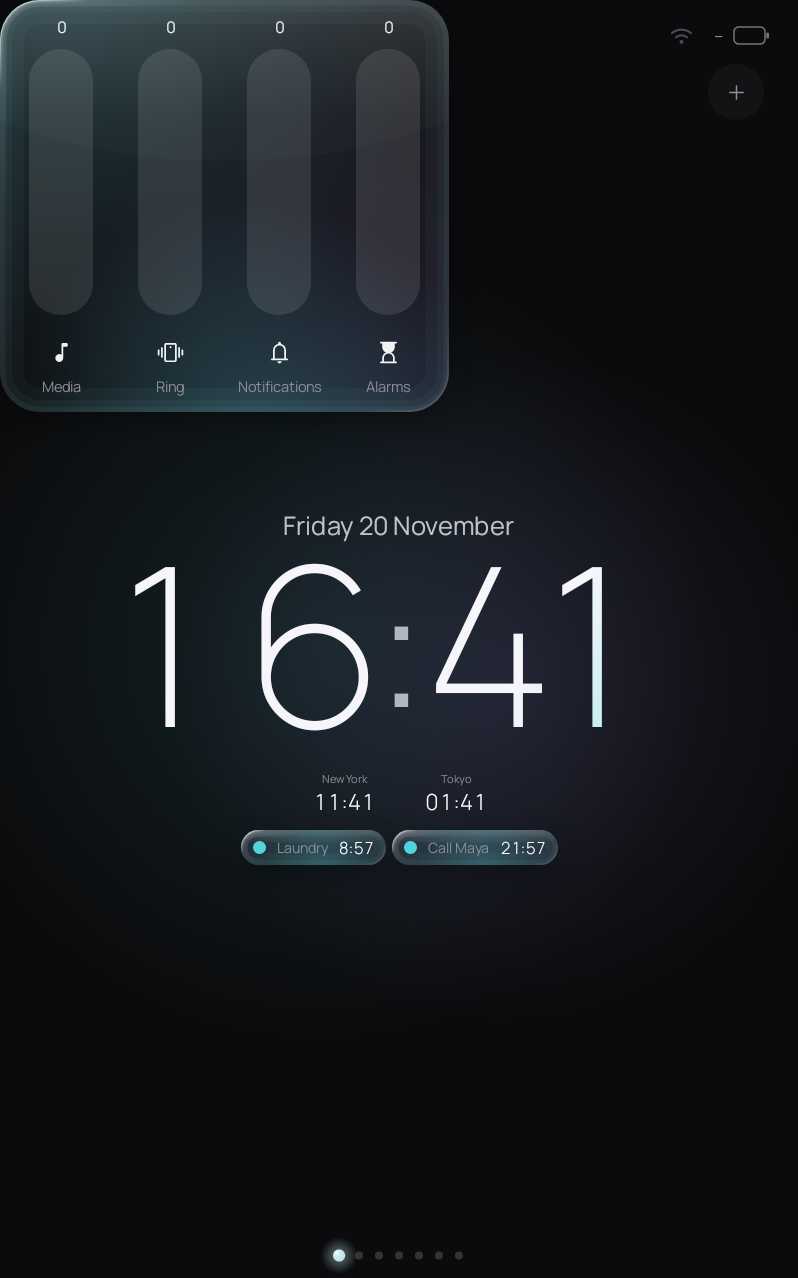 0 0 0 0
–
+
Media Ring Notifications Alarms
Friday 20 November
16:41
New York Tokyo
11:41 01:41
Laundry 8:57 Call Maya 21:57